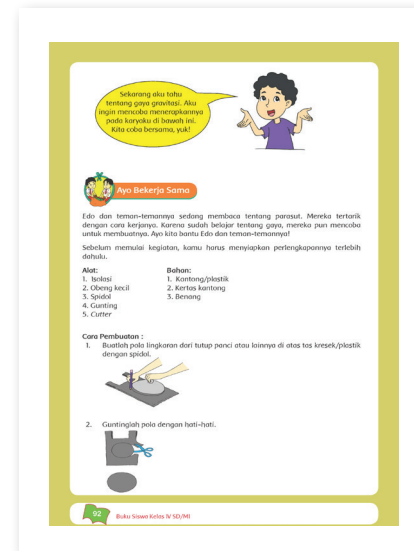 Sekarang aku tahu
tentang gaya gravitasi. Aku
ingin mencoba menerapkannya
pada karyaku di bawah ini.
Kita coba bersama, yuk!
Ayo Bekerja Sama
Edo dan teman-temannya sedang membaca tentang parasut. Mereka tertarik
dengan cara kerjanya. Karena sudah belajar tentang gaya, mereka pun mencoba
untuk membuatnya. Ayo kita bantu Edo dan teman-temannya!
Sebelum memulai kegiatan, kamu harus menyiapkan perlengkapannya terlebih
dahulu.
Alat:
1. Isolasi
2. Obeng kecil
3. Spidol
4. Gunting
5. Cutter
Bahan:
1. Kantong/plastik
2. Kertas kantong
3. Benang
Cara Pembuatan :
1. Buatlah pola lingkaran dari tutup panci atau lainnya di atas tas kresek/plastik
dengan spidol.
2. Guntinglah pola dengan hati-hati.
92
Buku Siswa Kelas IV SD/MI